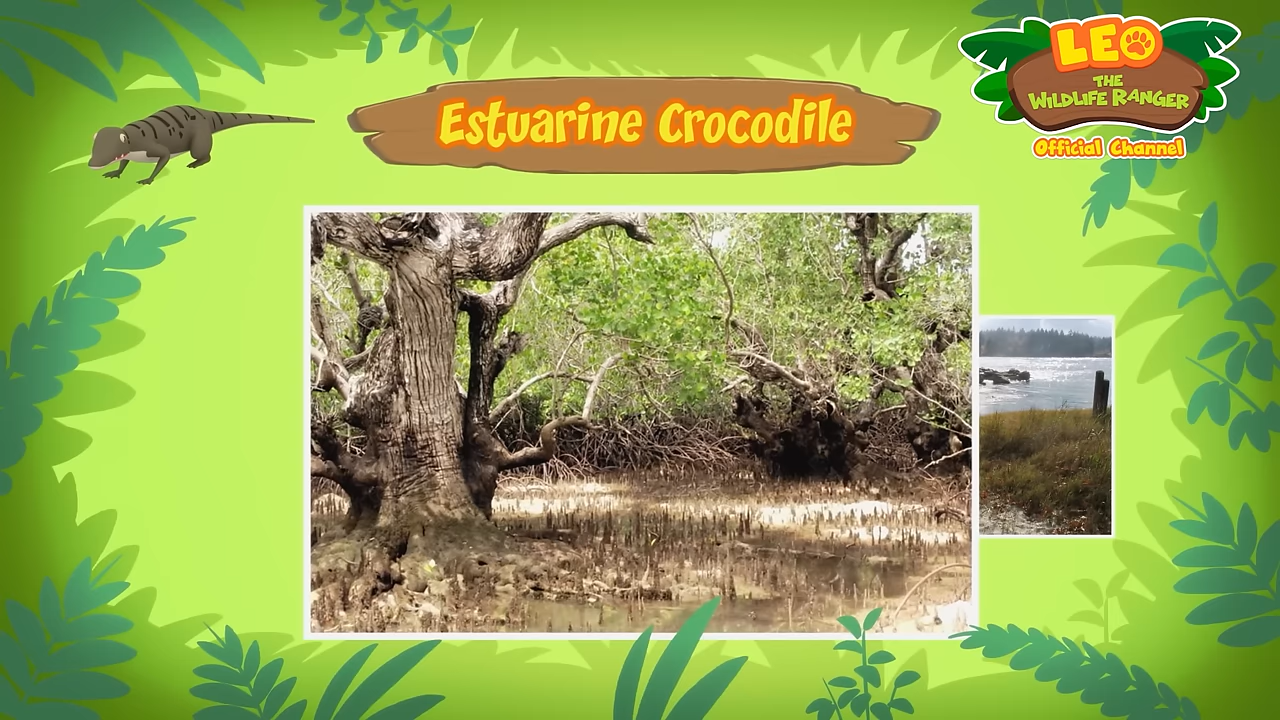 Estuarine Crocodile
LEO
THE
WILDLIFE RANGER
Official Channel